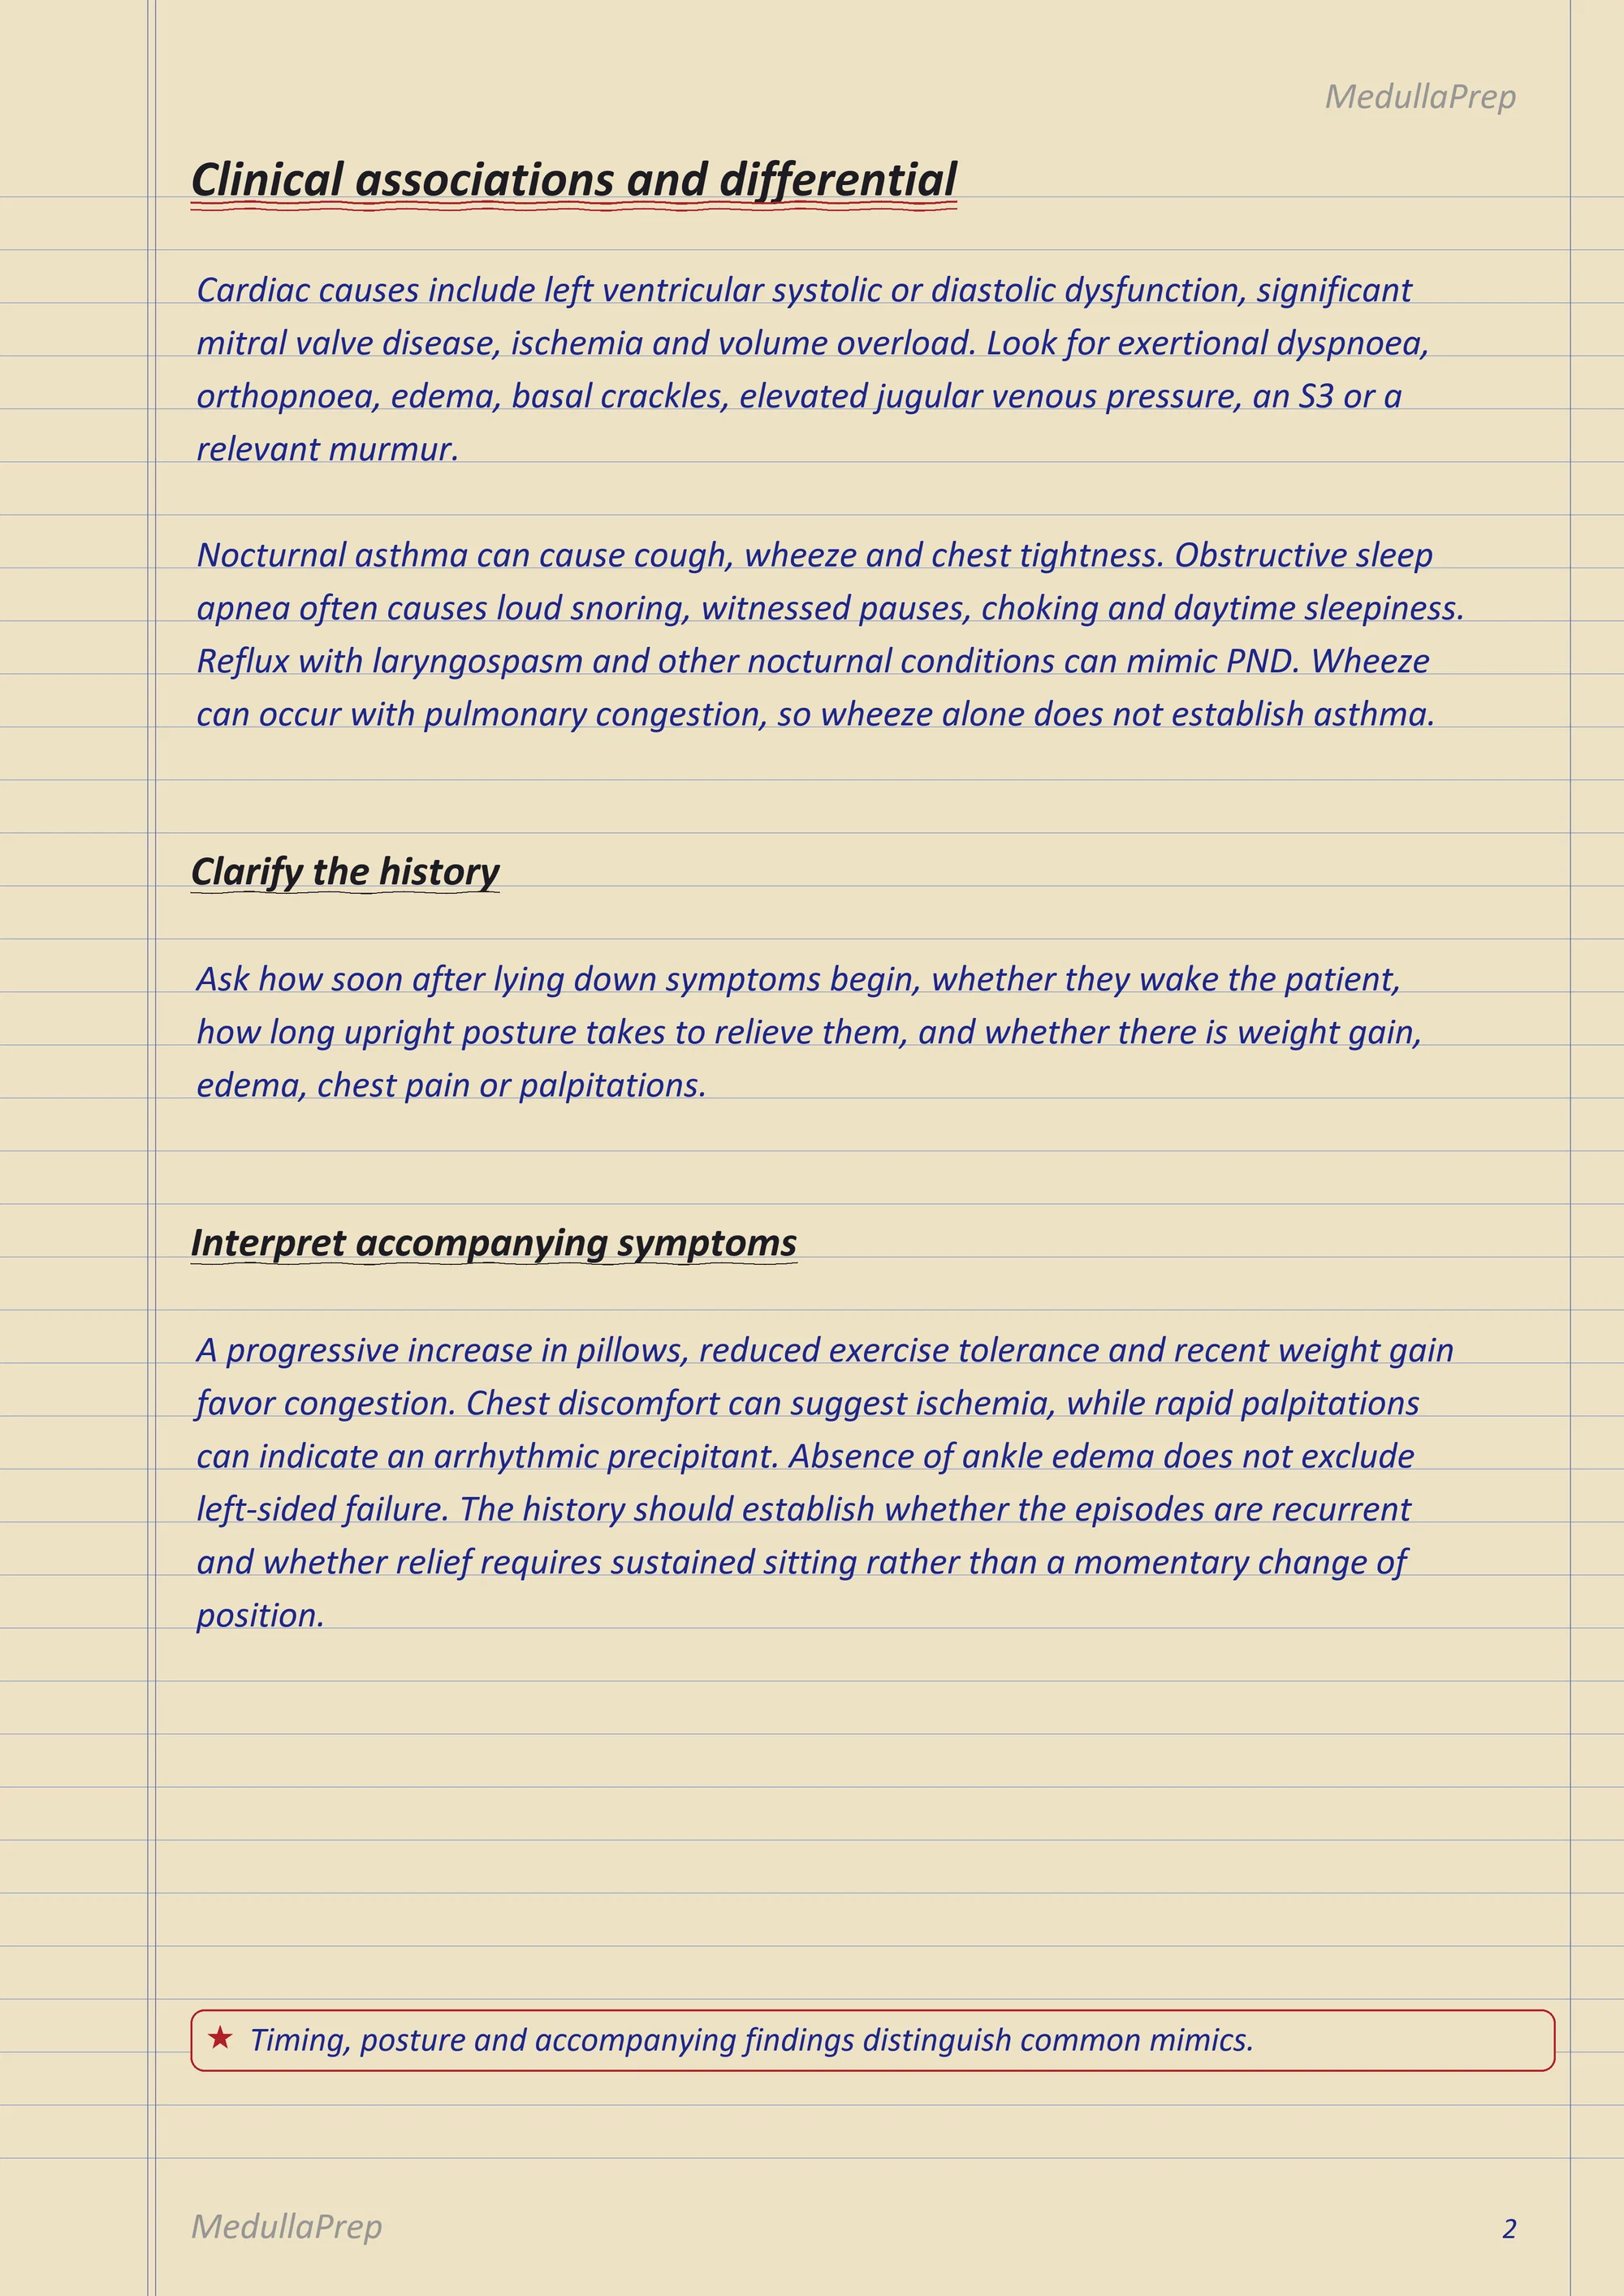 MedullaPrep
Clinical associations and differential
Cardiac causes include left ventricular systolic or diastolic dysfunction, significant
mitral valve disease, ischemia and volume overload. Look for exertional dyspnoea,
orthopnoea, edema, basal crackles, elevated jugular venous pressure, an S3 or a
relevant murmur.
Nocturnal asthma can cause cough, wheeze and chest tightness. Obstructive sleep
apnea often causes loud snoring, witnessed pauses, choking and daytime sleepiness.
Reflux with laryngospasm and other nocturnal conditions can mimic PND. Wheeze
can occur with pulmonary congestion, so wheeze alone does not establish asthma.
Clarify the history
Ask how soon after lying down symptoms begin, whether they wake the patient,
how long upright posture takes to relieve them, and whether there is weight gain,
edema, chest pain or palpitations.
Interpret accompanying symptoms
A progressive increase in pillows, reduced exercise tolerance and recent weight gain
favor congestion. Chest discomfort can suggest ischemia, while rapid palpitations
can indicate an arrhythmic precipitant. Absence of ankle edema does not exclude
left-sided failure. The history should establish whether the episodes are recurrent
and whether relief requires sustained sitting rather than a momentary change of
position.
★ Timing, posture and accompanying findings distinguish common mimics.
MedullaPrep
2